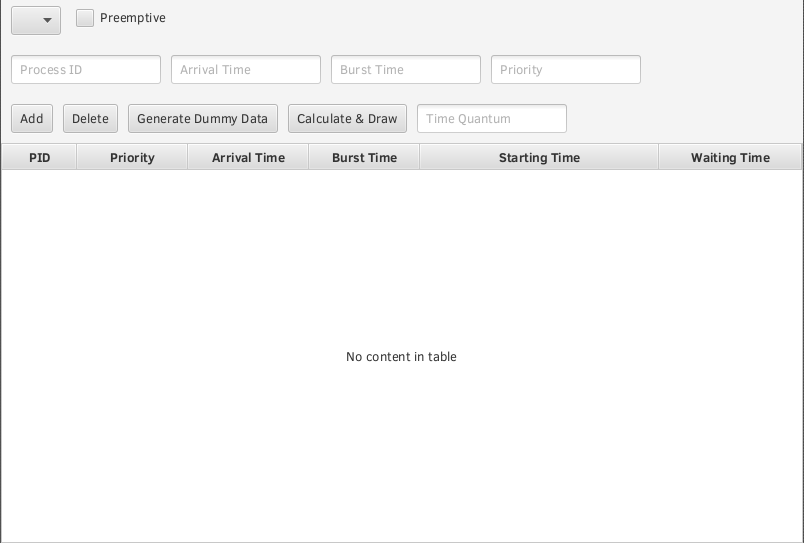 Preemptive
Process ID Arrival Time Burst Time Priority
Add Delete Generate Dummy Data Calculate & Draw Time Quantum
PID Priority Arrival Time Burst Time Starting Time Waiting Time
No content in table